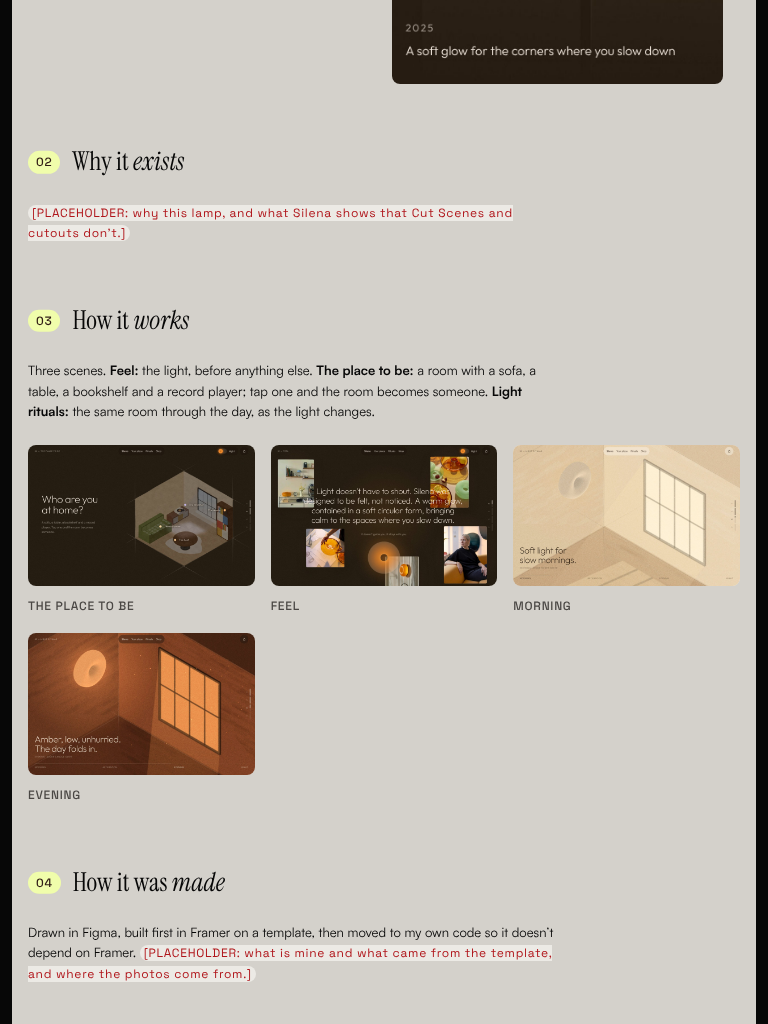 2025
A soft glow for the corners where you slow down
02 Why it exists
[PLACEHOLDER: why this lamp, and what Silena shows that Cut Scenes and
cutouts don't.]
03 How it works
Three scenes. Feel: the light, before anything else. The place to be: a room with a sofa, a
table, a bookshelf and a record player; tap one and the room becomes someone. Light
rituals: the same room through the day, as the light changes.
Who are you
at home?
Light doesn't have to shout. Silena was
designed to be felt, not noticed. A warm glow,
contained in a soft circular form, bringing
calm to the spaces where you slow down.
Soft light for
slow mornings.
THE PLACE TO BE
FEEL
MORNING
Amber, low, unhurried.
The day folds in.
EVENING
04 How it was made
Drawn in Figma, built first in Framer on a template, then moved to my own code so it doesn't
depend on Framer. [PLACEHOLDER: what is mine and what came from the template,
and where the photos come from.]